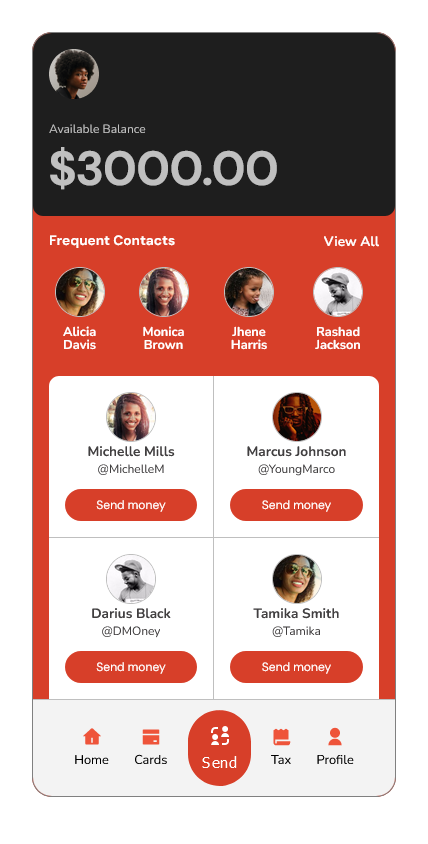 Available Balance
$3000.00
Frequent Contacts
View All
Alicia
Davis
Monica
Brown
Jhene
Harris
Rashad
Jackson
Michelle Mills
@MichelleM
Send money
Marcus Johnson
@YoungMarco
Send money
Darius Black
@DMOney
Send money
Tamika Smith
@Tamika
Send money
Home
Cards
Send
Tax
Profile